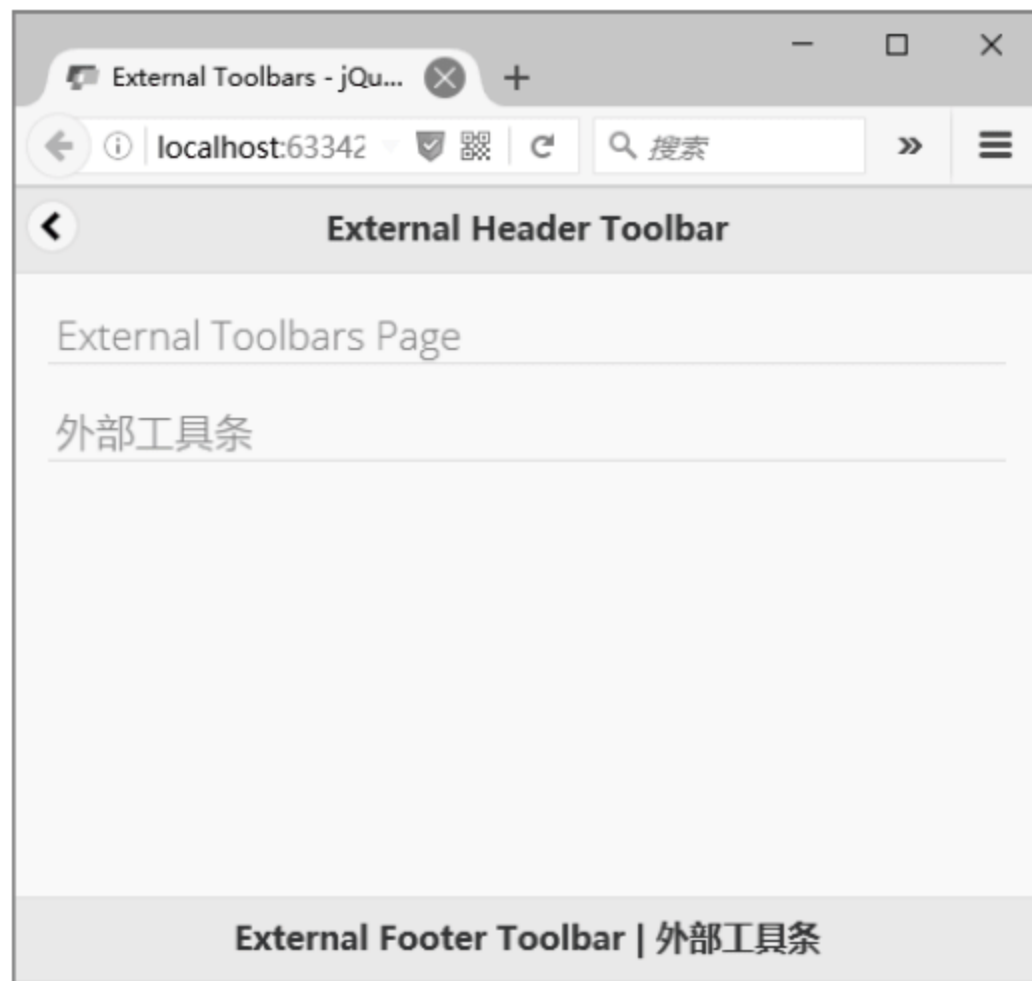 External Toolbars - jQu...
localhost:63342
搜索
External Header Toolbar
External Toolbars Page
外部工具条
External Footer Toolbar | 外部工具条